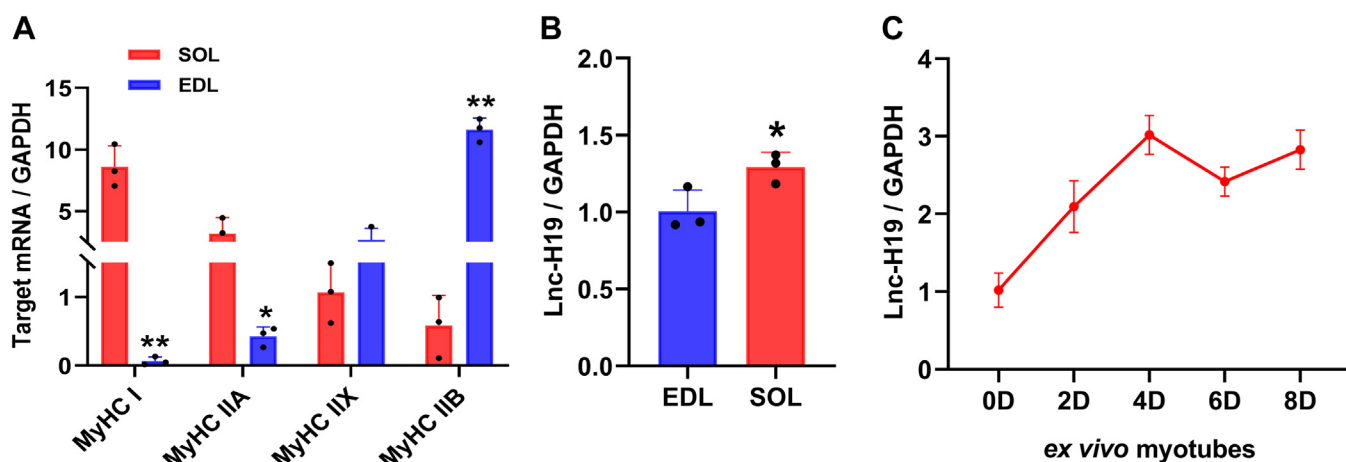 A
SOL
EDL
Target mRNA / GAPDH
15
10
5
1
0
**
*
**
MyHC I
MyHC IIA
MyHC IIX
MyHC IIB
B
Lnc-H19 / GAPDH
2.0
1.5
1.0
0.5
0.0
*
EDL
SOL
C
Lnc-H19 / GAPDH
4
3
2
1
0
0D 2D 4D 6D 8D
ex vivo myotubes